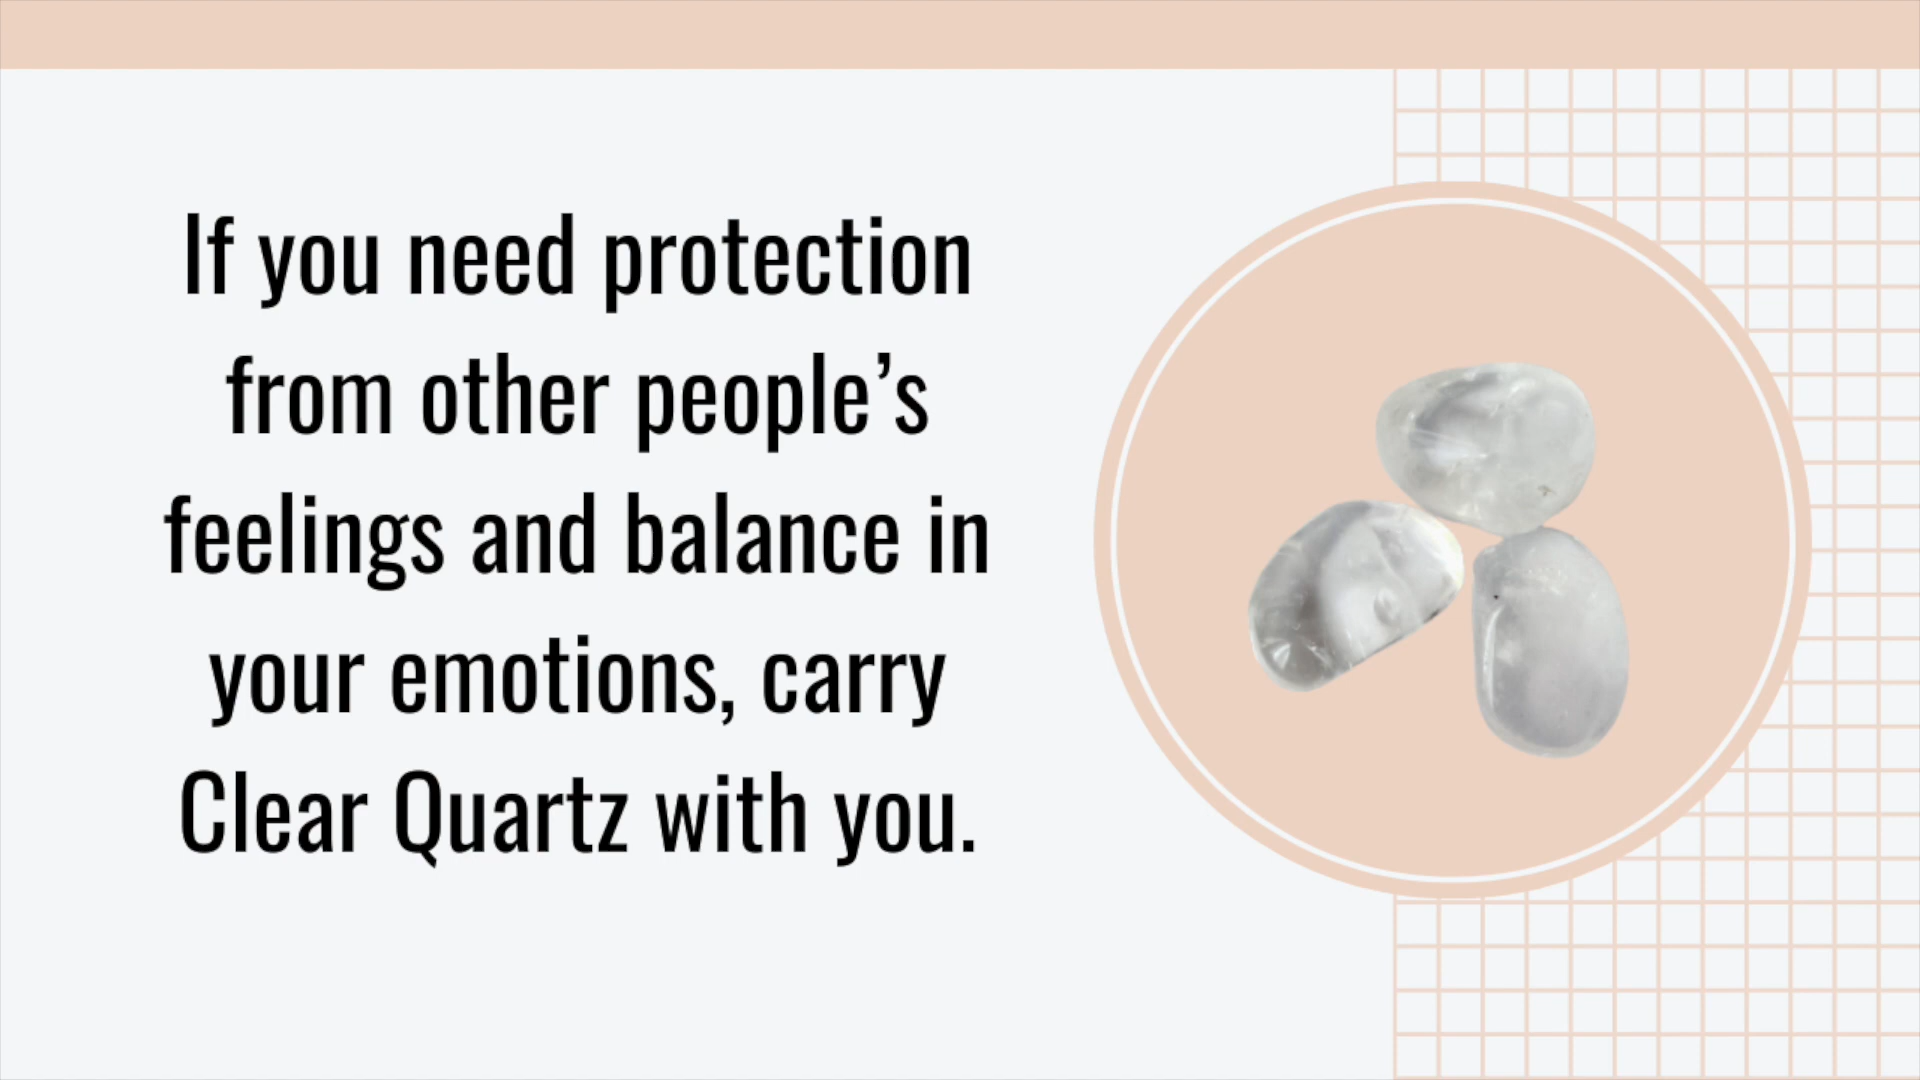 If you need protection
from other people’s
feelings and balance in
your emotions, carry
Clear Quartz with you.